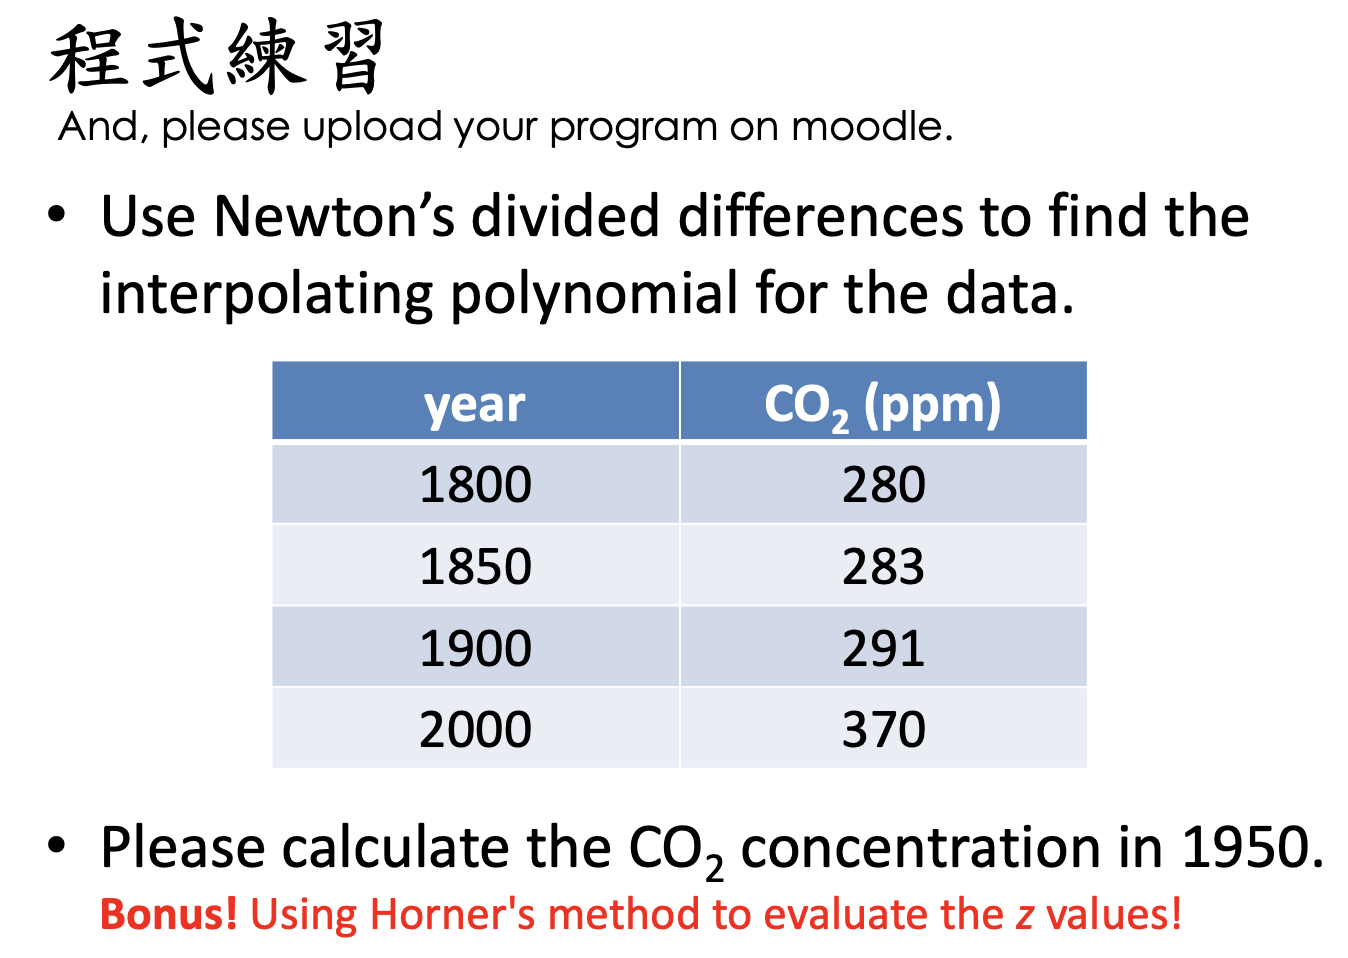 程式練習
And, please upload your program on moodle.
• Use Newton’s divided differences to find the
interpolating polynomial for the data.
year CO₂ (ppm)
1800 280
1850 283
1900 291
2000 370
• Please calculate the CO₂ concentration in 1950.
Bonus! Using Horner's method to evaluate the z values!